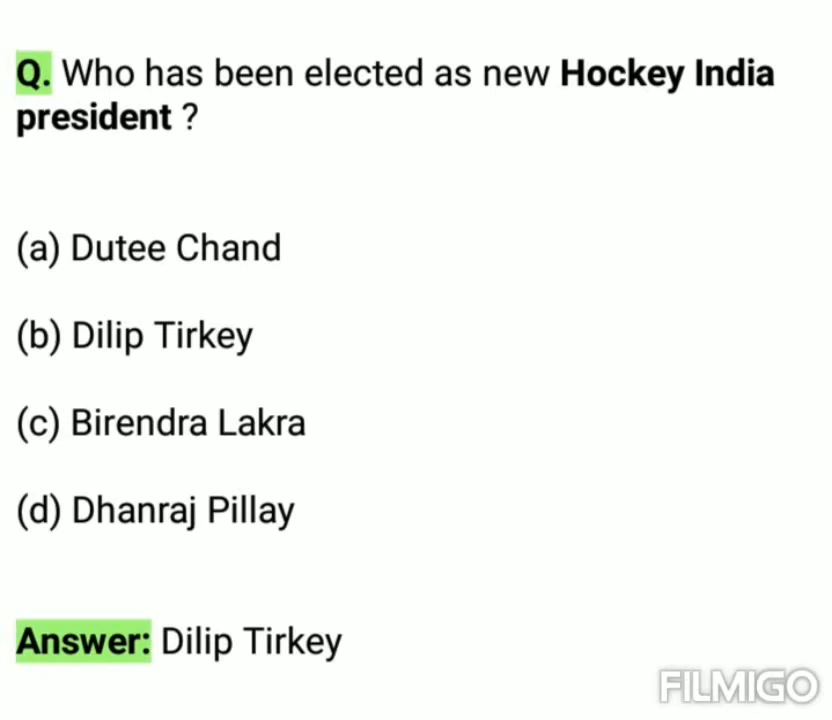 Q. Who has been elected as new Hockey India
president ?
(a) Dutee Chand
(b) Dilip Tirkey
(c) Birendra Lakra
(d) Dhanraj Pillay
Answer: Dilip Tirkey
FILMIGO